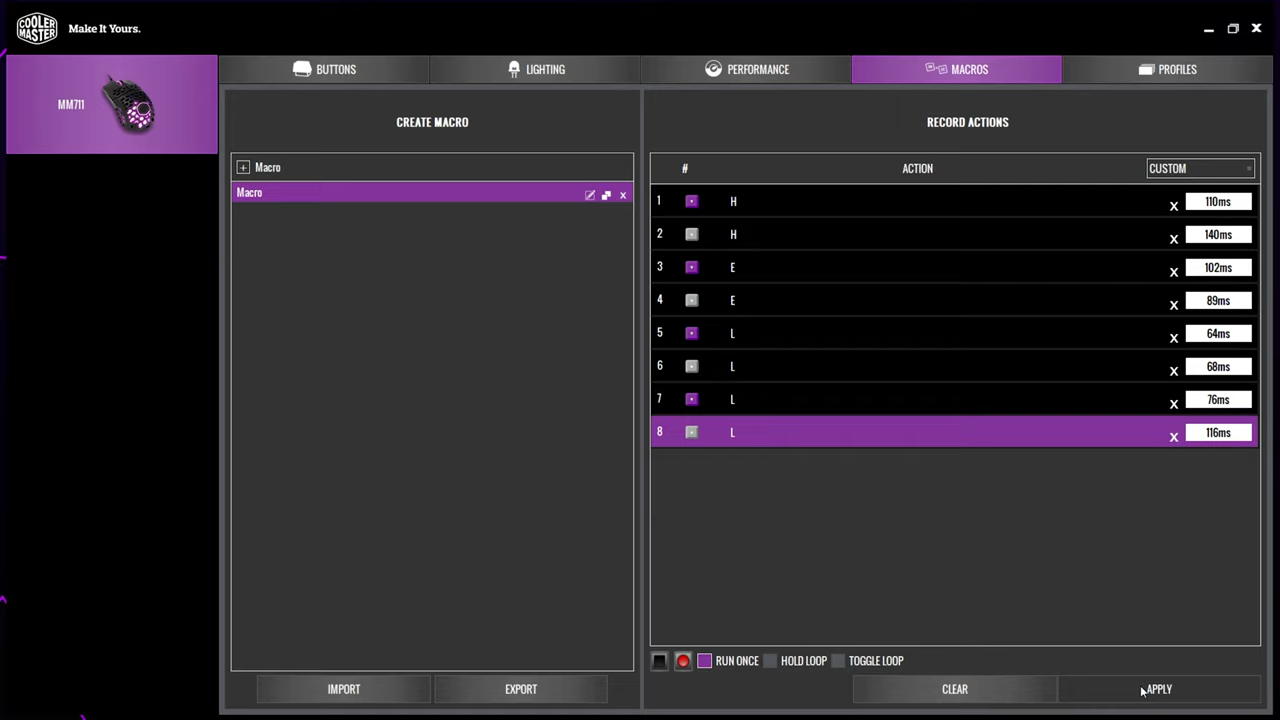 COOLER MASTER Make It Yours.
MM711
BUTTONS LIGHTING PERFORMANCE MACROS PROFILES
CREATE MACRO
Macro
Macro x
IMPORT EXPORT
RECORD ACTIONS
# ACTION CUSTOM
1 H X 110ms
2 H X 140ms
3 E X 102ms
4 E X 89ms
5 L X 64ms
6 L X 68ms
7 L X 76ms
8 L X 116ms
RUN ONCE HOLD LOOP TOGGLE LOOP
CLEAR APPLY